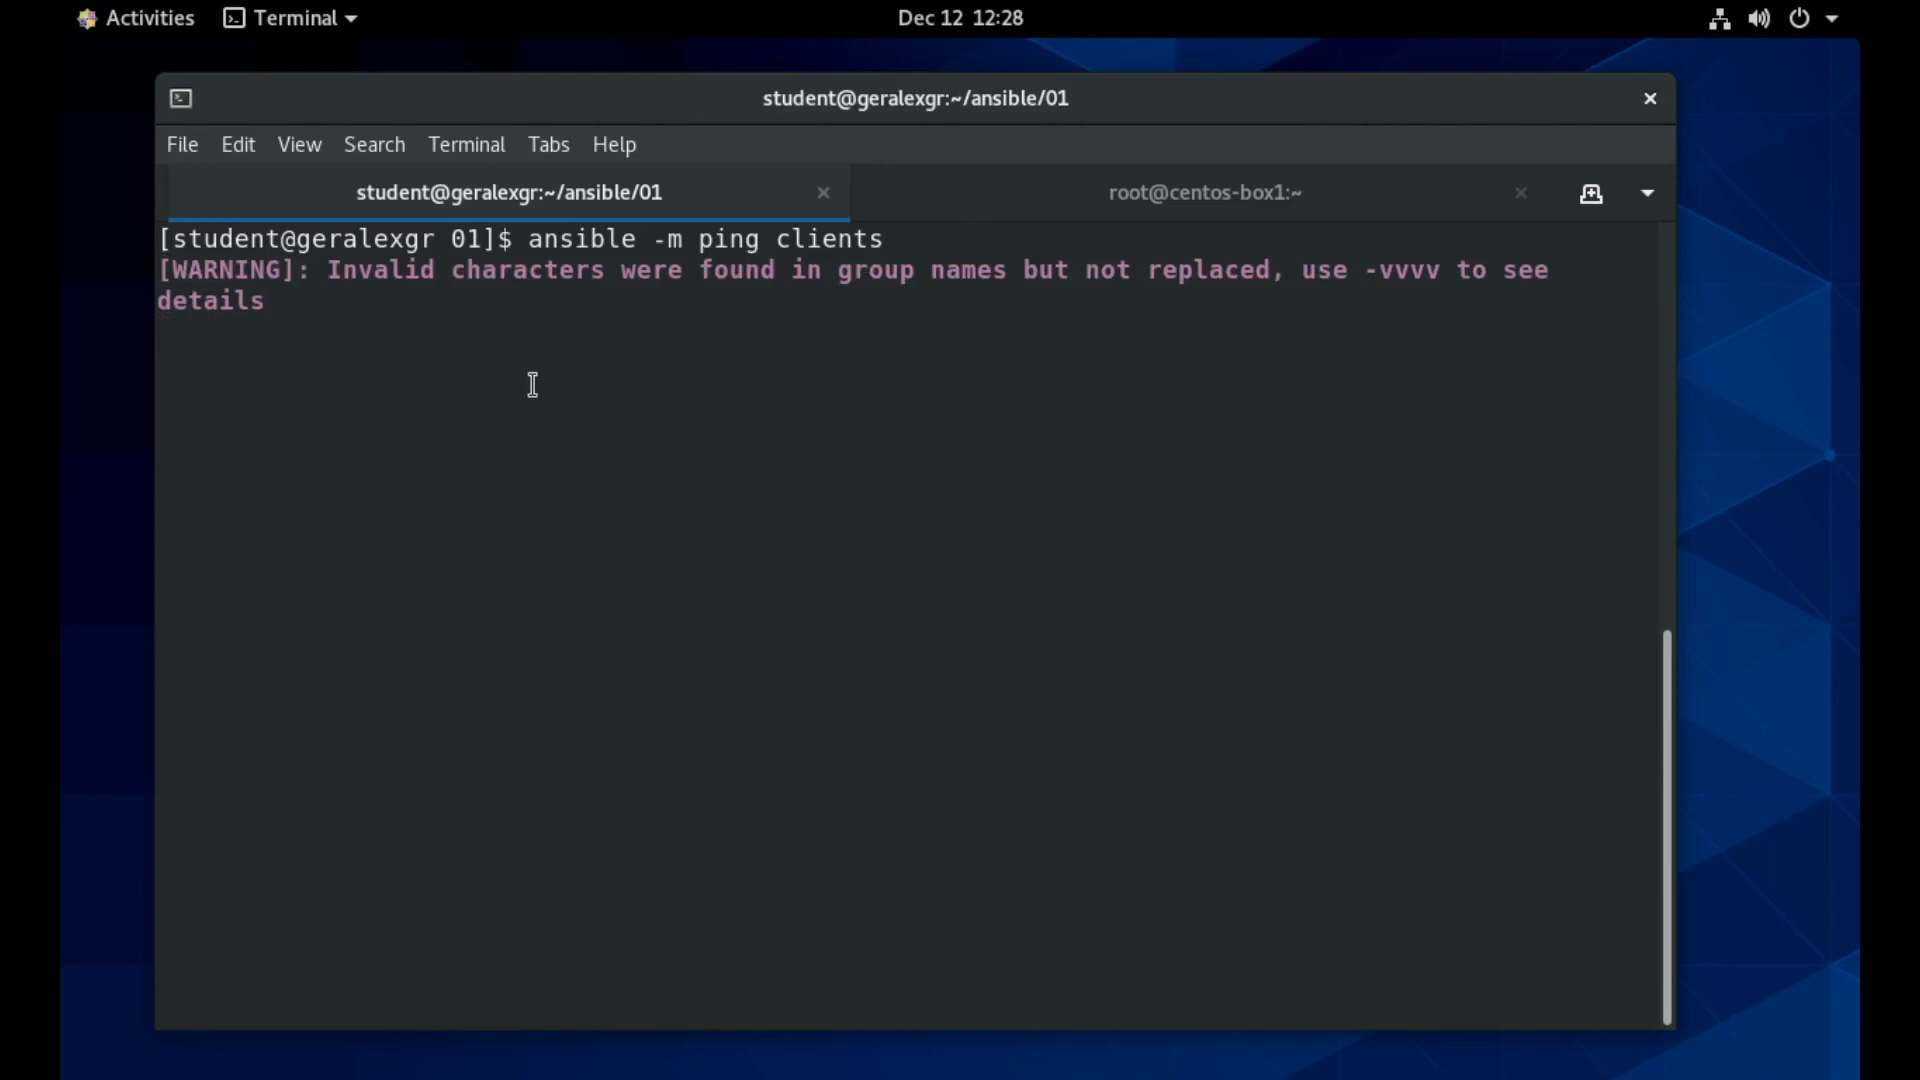 Activities Terminal Dec 12 12:28
student@geralexgr:~/ansible/01
File Edit View Search Terminal Tabs Help
student@geralexgr:~/ansible/01 root@centos-box1:~
[student@geralexgr 01]$ ansible -m ping clients
[WARNING]: Invalid characters were found in group names but not replaced, use -vvvv to see
details